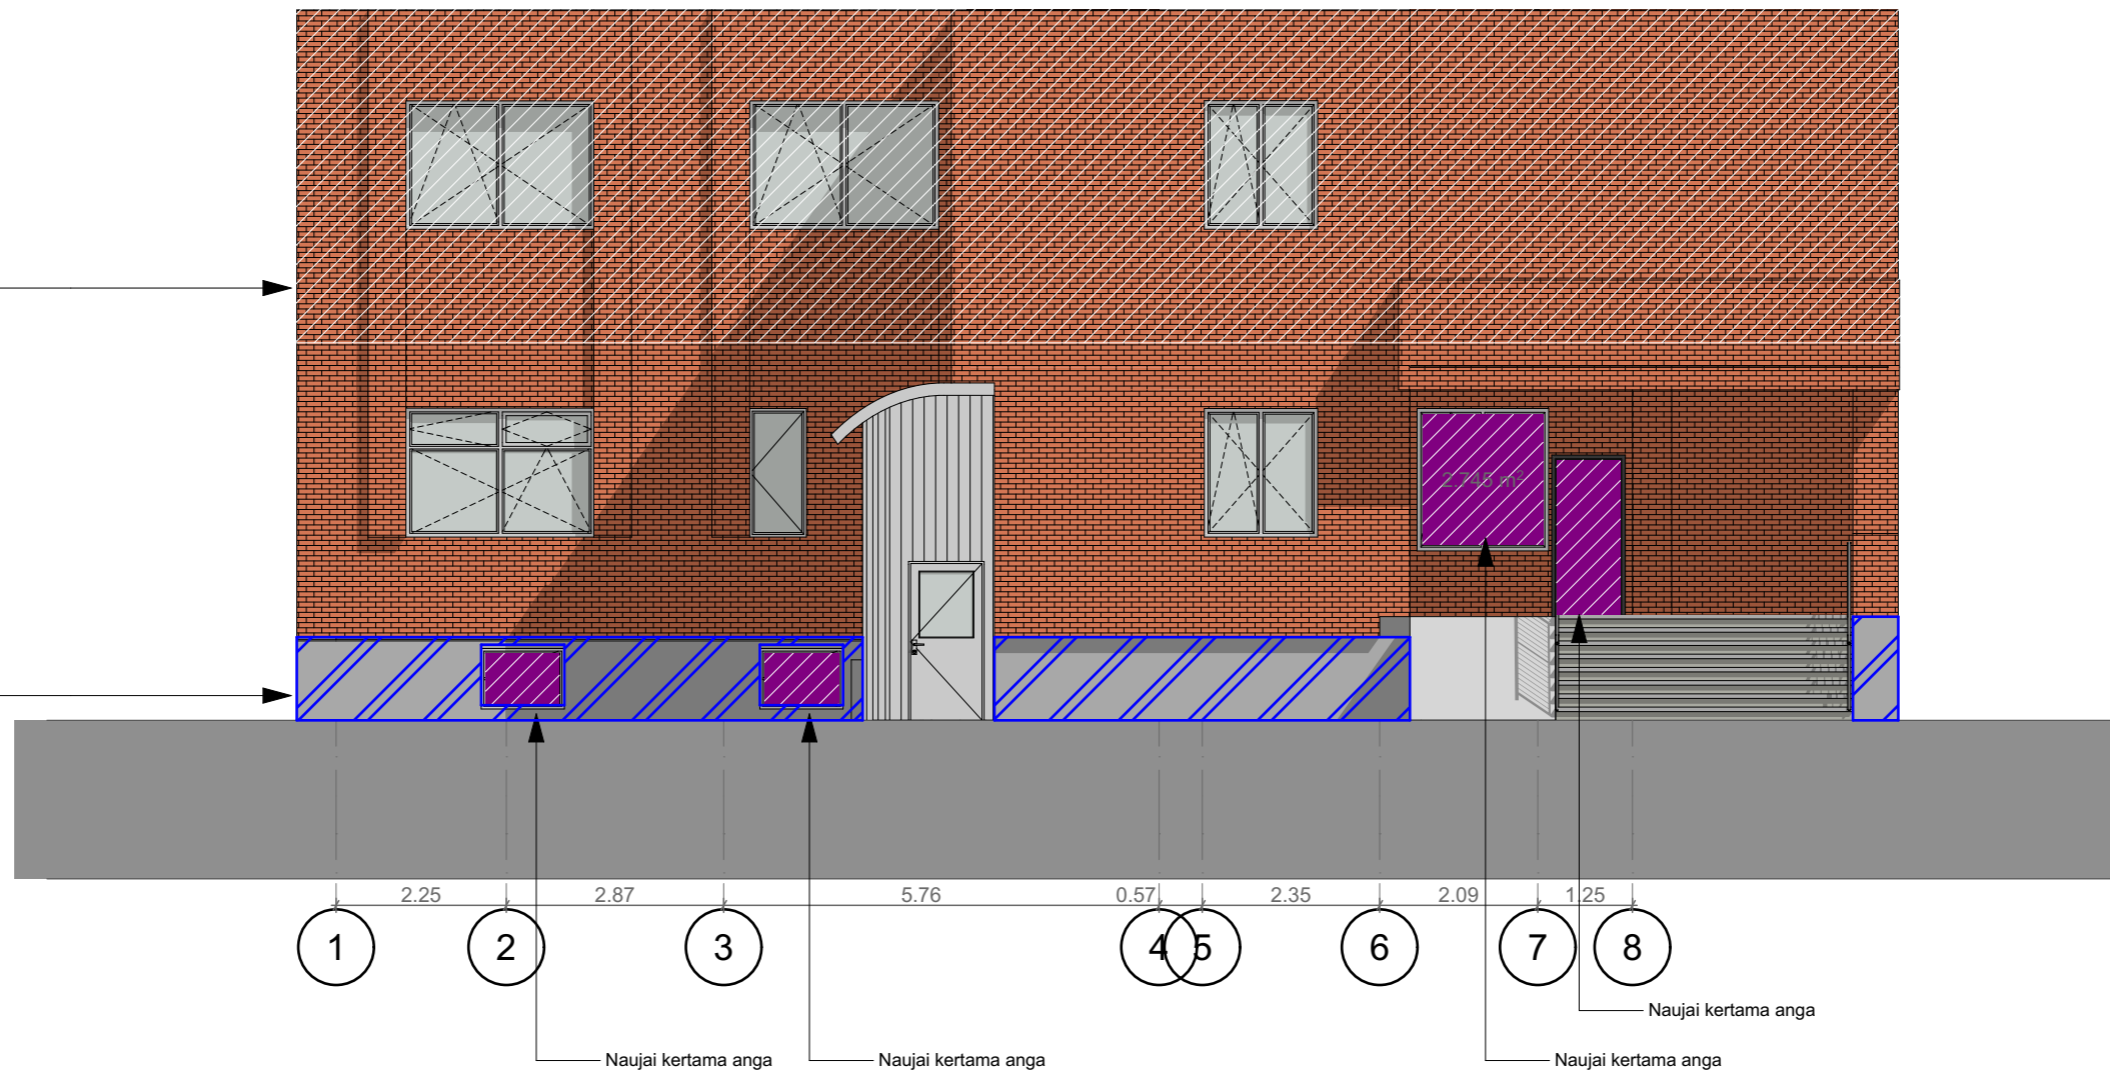 2.745 m²
2.25 2.87 5.76 0.57 2.35 2.09 1.25
1 2 3 4 5 6 7 8
Naujai kertama anga
Naujai kertama anga Naujai kertama anga Naujai kertama anga